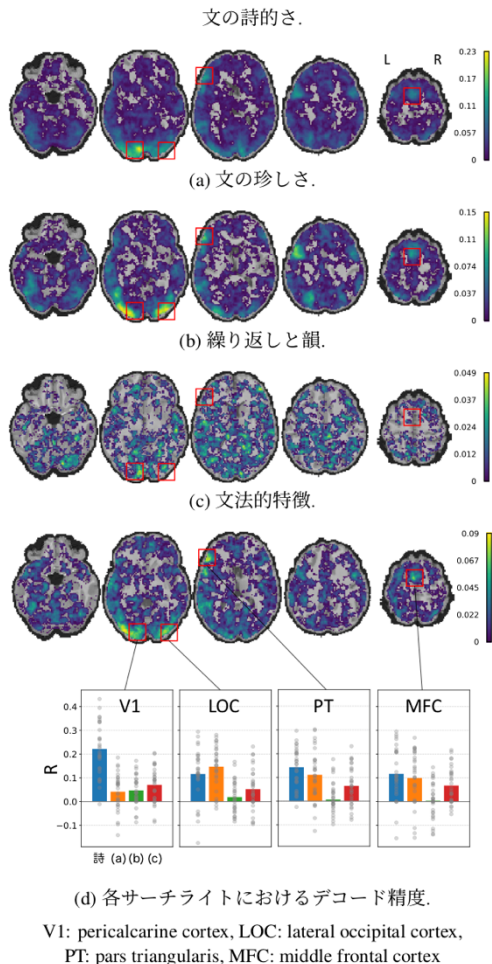 文の詩的さ.
L R
0.23
0.17
0.11
0.057
0
(a) 文の珍しさ.
0.15
0.11
0.074
0.037
0
(b) 繰り返しと韻.
0.049
0.037
0.024
0.012
0
(c) 文法的特徴.
0.09
0.067
0.045
0.022
0
V1 LOC PT MFC
R
0.4
0.3
0.2
0.1
0.0
−0.1
詩 (a) (b) (c)
(d) 各サーチライトにおけるデコード精度.
V1: pericalcarine cortex, LOC: lateral occipital cortex,
PT: pars triangularis, MFC: middle frontal cortex